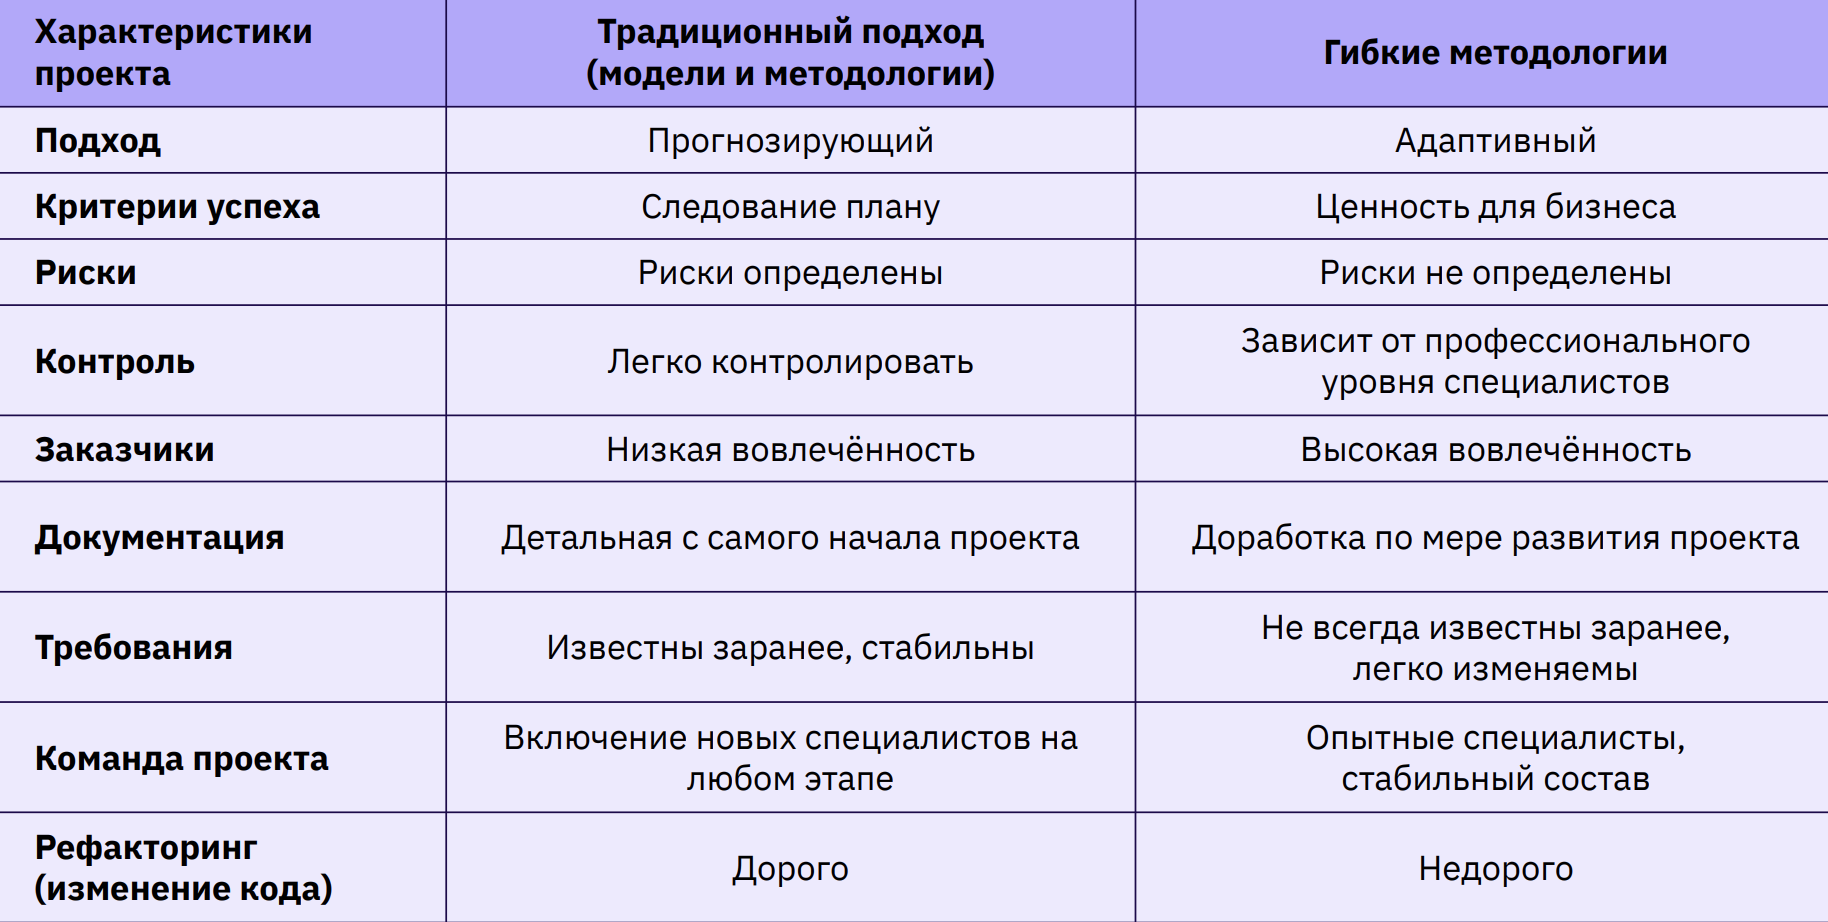 Характеристики
проекта
Традиционный подход
(модели и методологии)
Гибкие методологии
Подход
Прогнозирующий
Адаптивный
Критерии успеха
Следование плану
Ценность для бизнеса
Риски
Риски определены
Риски не определены
Контроль
Легко контролировать
Зависит от профессионального
уровня специалистов
Заказчики
Низкая вовлечённость
Высокая вовлечённость
Документация
Детальная с самого начала проекта
Доработка по мере развития проекта
Требования
Известны заранее, стабильны
Не всегда известны заранее,
легко изменяемы
Команда проекта
Включение новых специалистов на
любом этапе
Опытные специалисты,
стабильный состав
Рефакторинг
(изменение кода)
Дорого
Недорого